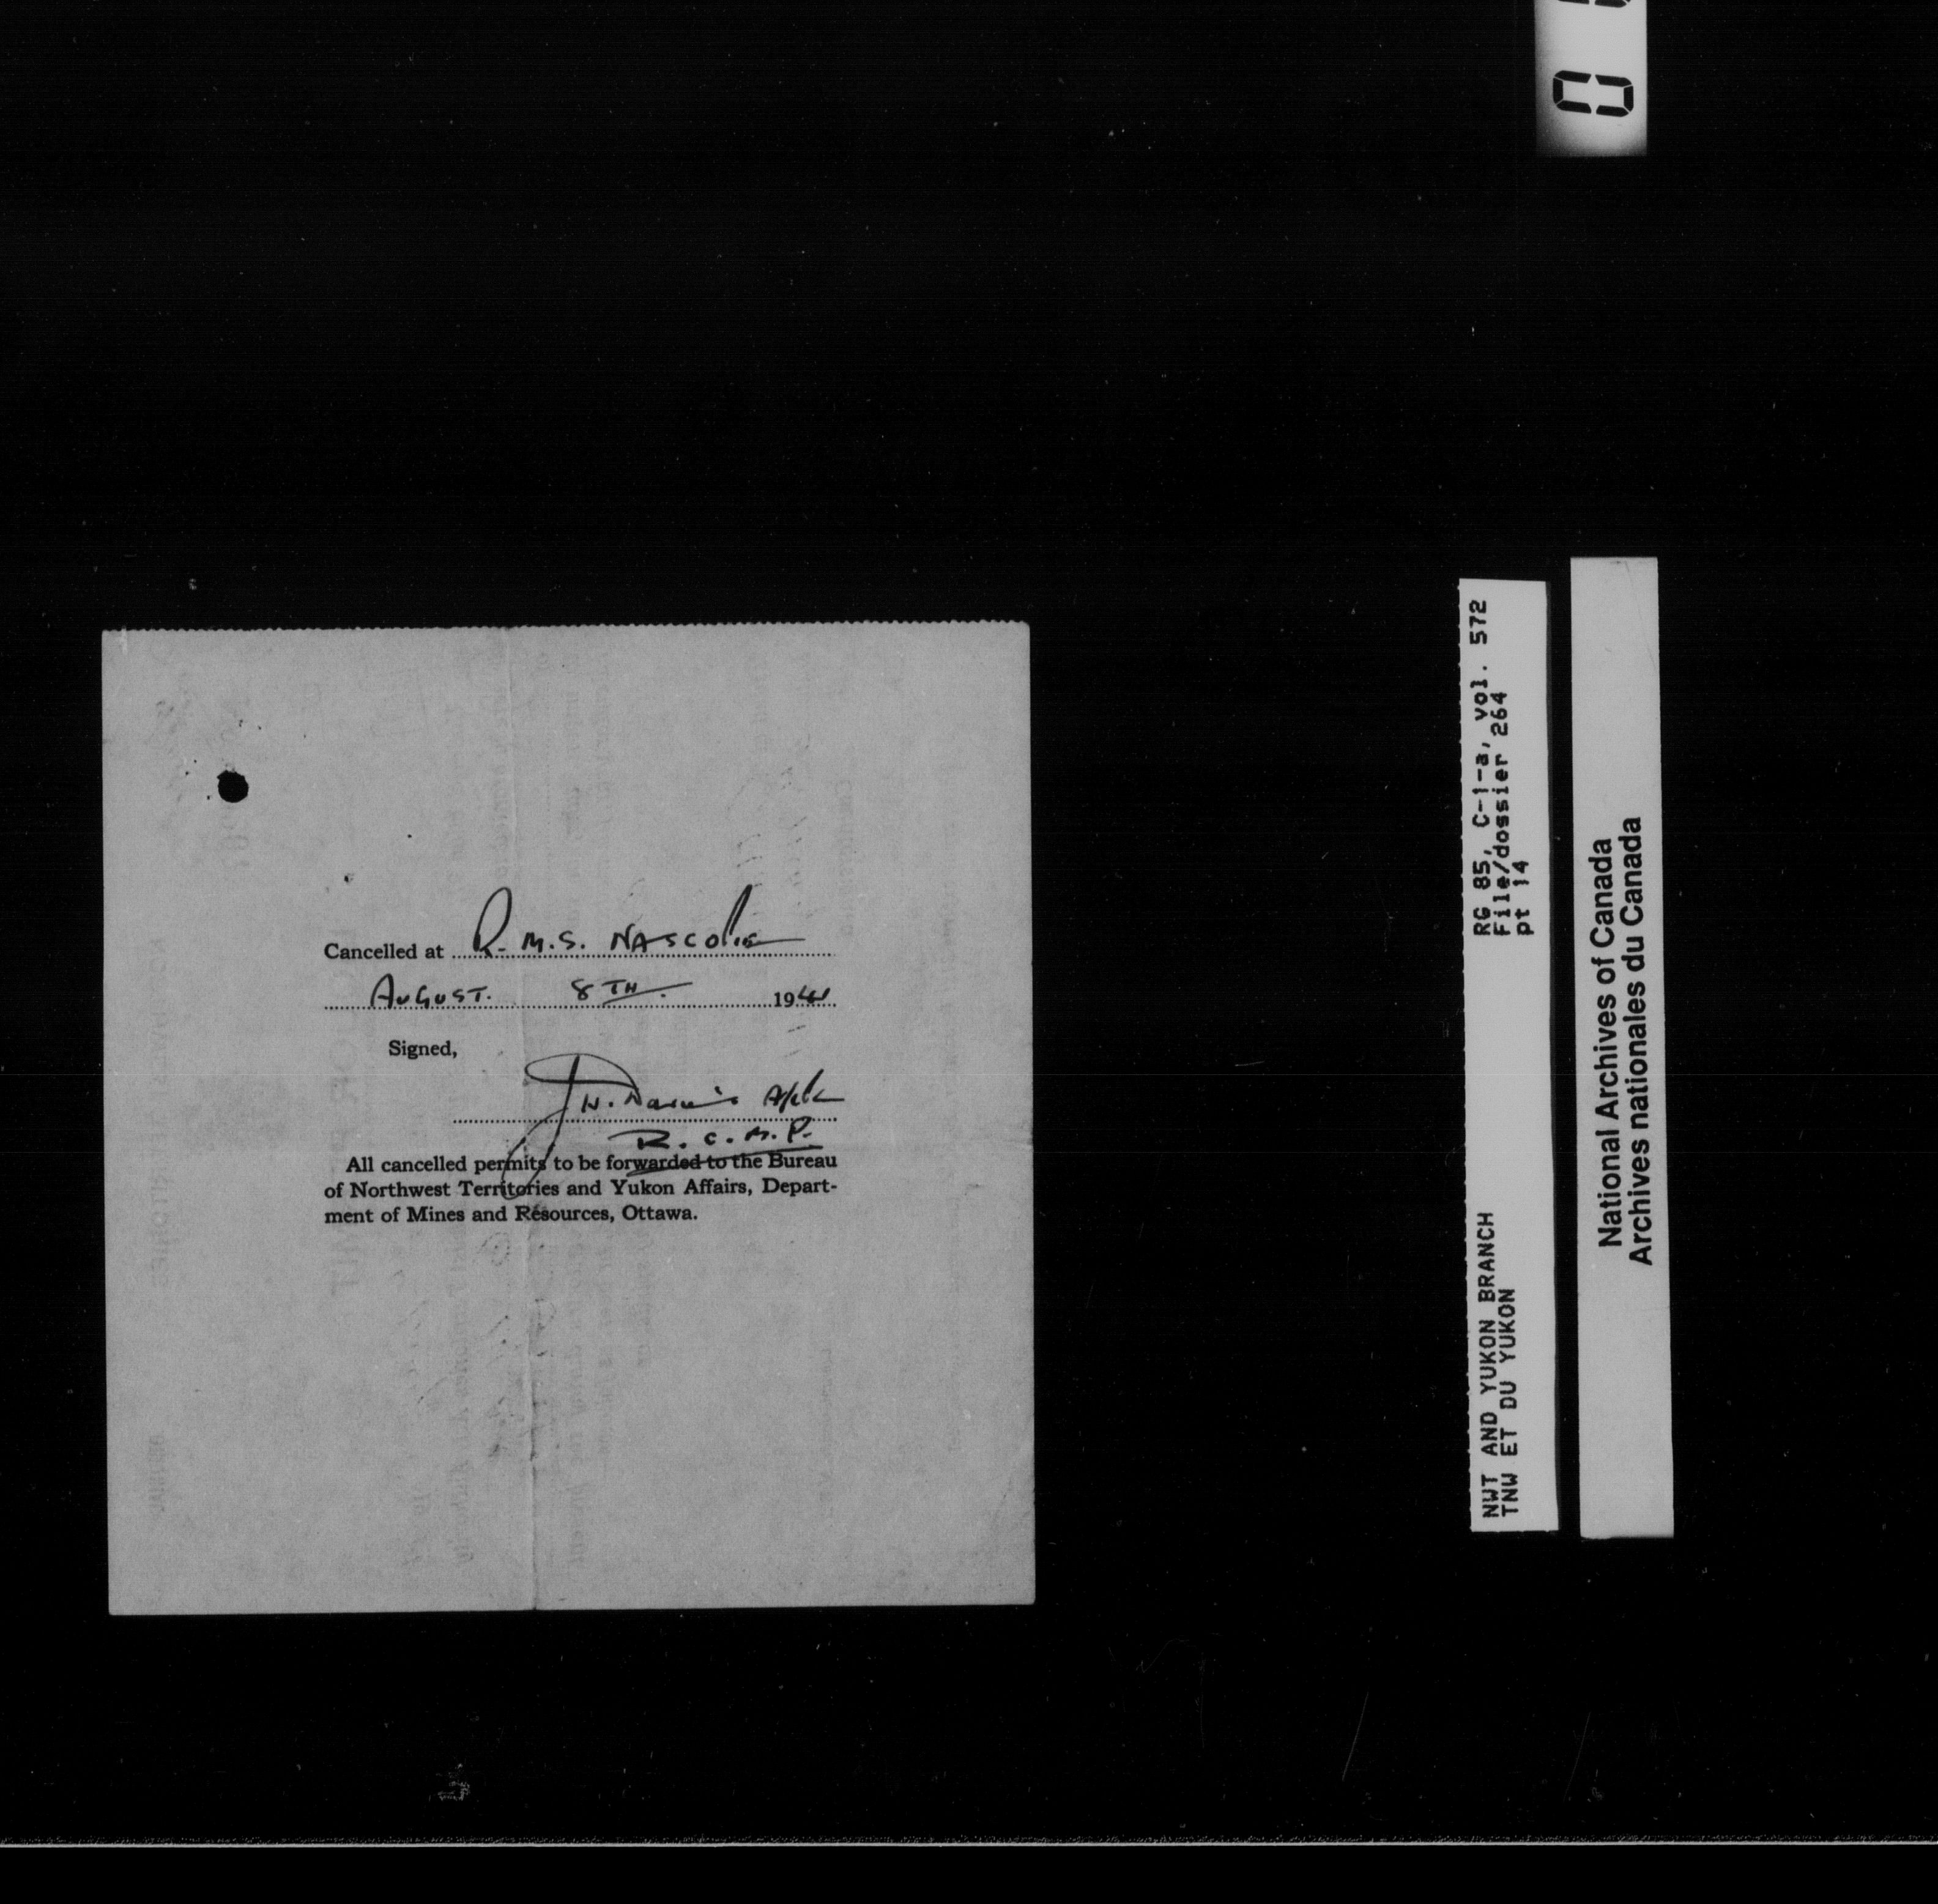 Cancelled at R.M.S. NASCOPIE
AUGUST. 8TH. 1941
Signed,
R.C.M.P.
All cancelled permits to be forwarded to the Bureau
of Northwest Territories and Yukon Affairs, Depart-
ment of Mines and Resources, Ottawa.
RG 85, C-1-a, vol. 572
File/dossier 264
pt 14
NWT AND YUKON BRANCH
TNW ET DU YUKON
National Archives of Canada
Archives nationales du Canada